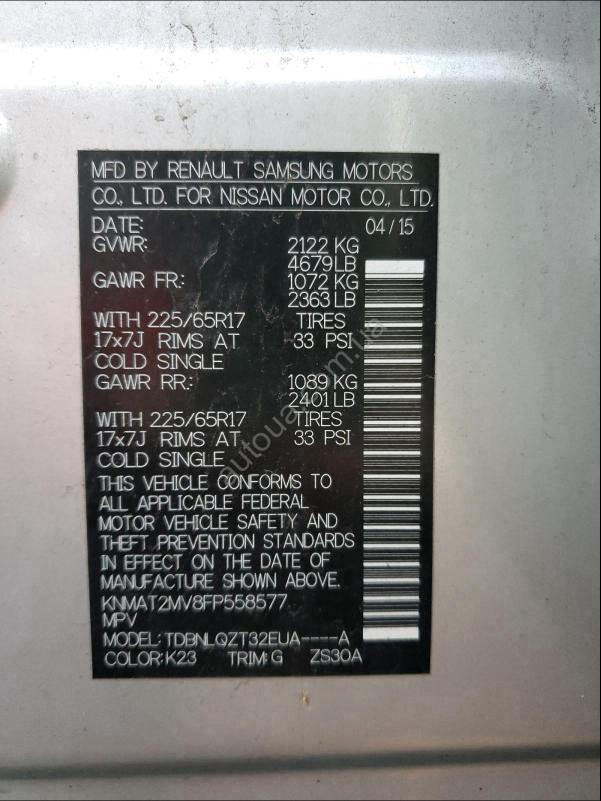 MFD BY RENAULT SAMSUNG MOTORS
CO., LTD. FOR NISSAN MOTOR CO., LTD.
DATE: 04/15
GVWR: 2122 KG
4679LB
GAWR FR.: 1072 KG
2363 LB
WITH 225/65R17 TIRES
17x7J RIMS AT 33 PSI
COLD SINGLE
GAWR RR.: 1089 KG
2401 LB
WITH 225/65R17 TIRES
17x7J RIMS AT 33 PSI
COLD SINGLE
THIS VEHICLE CONFORMS TO
ALL APPLICABLE FEDERAL
MOTOR VEHICLE SAFETY AND
THEFT PREVENTION STANDARDS
IN EFFECT ON THE DATE OF
MANUFACTURE SHOWN ABOVE.
KNMAT2MV8FP558577
MPV
MODEL: TDBNLQZT32EUA----A
COLOR: K23 TRIM: G ZS30A
autoua.com.ua